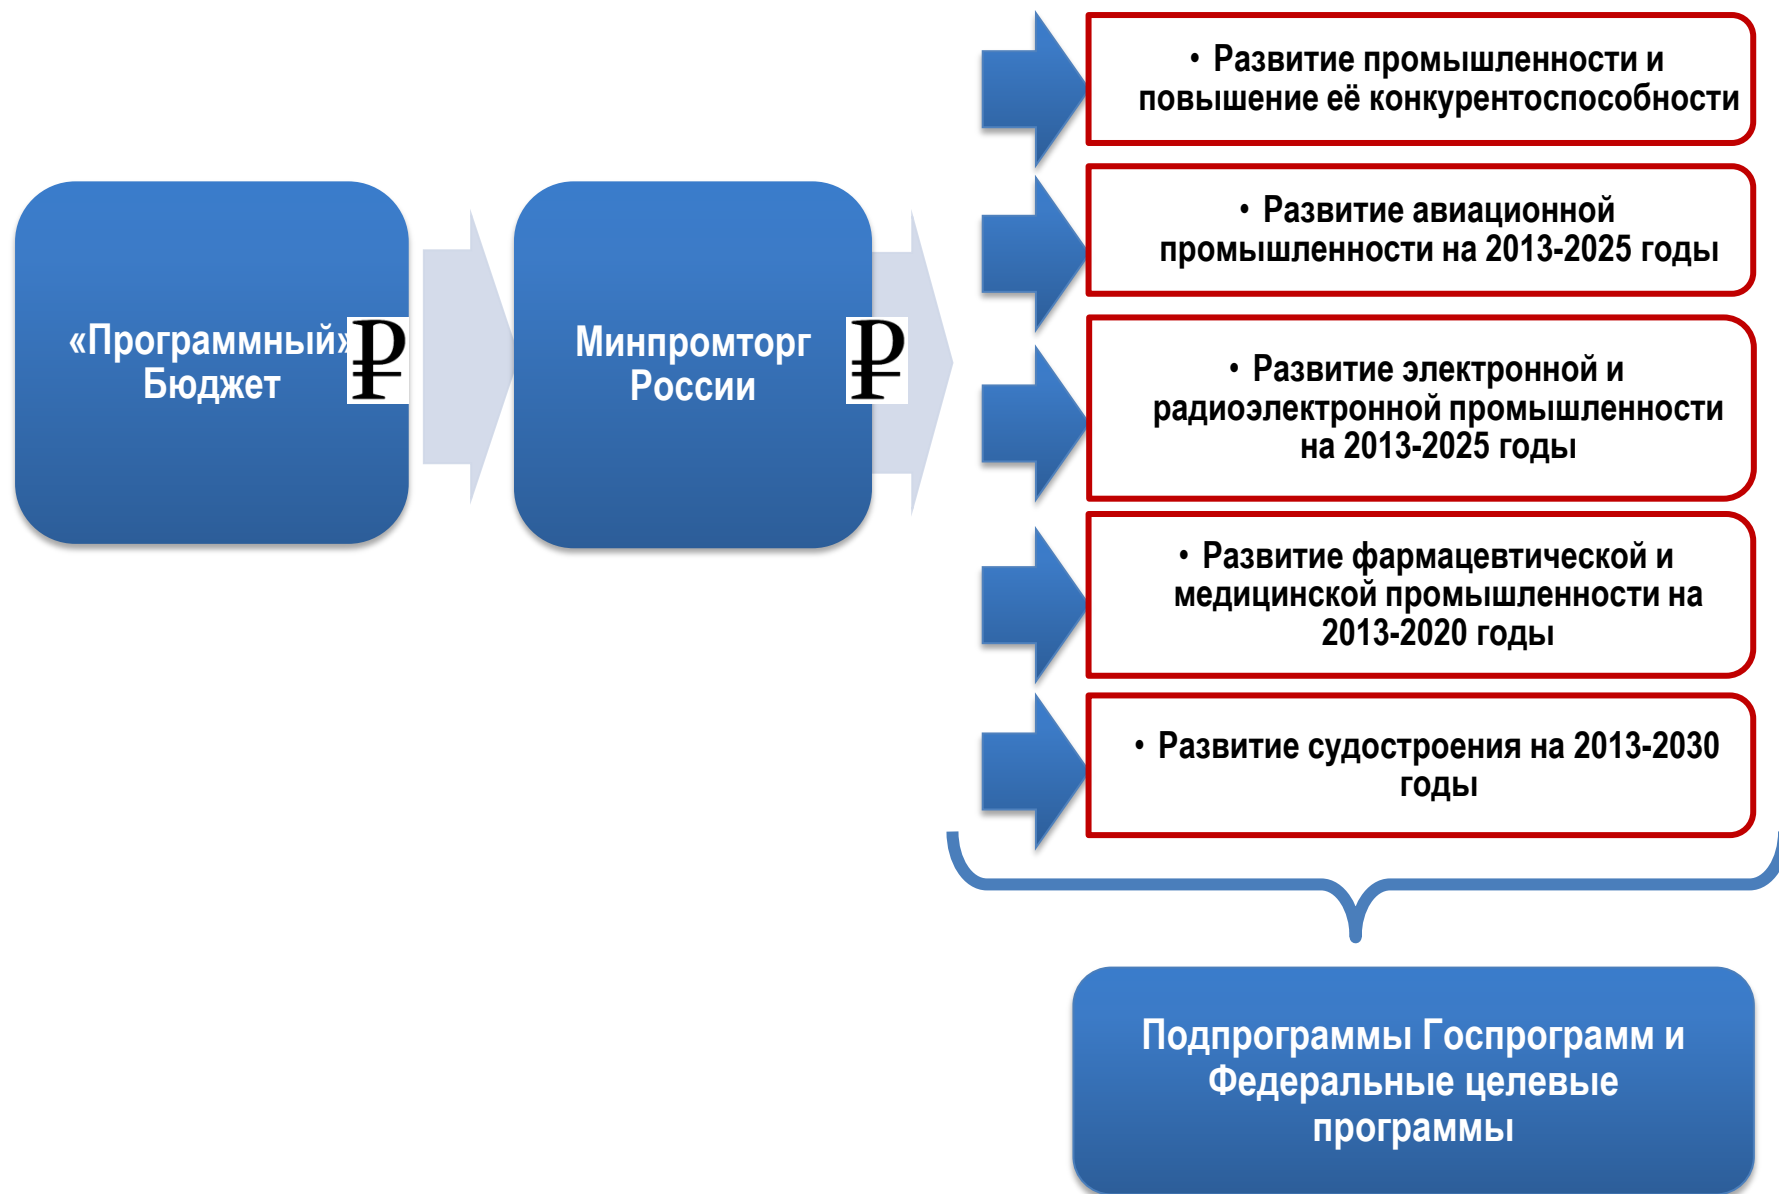 «Программный»
Бюджет
₽
Минпромторг
России
₽
• Развитие промышленности и
повышение её конкурентоспособности
• Развитие авиационной
промышленности на 2013-2025 годы
• Развитие электронной и
радиоэлектронной промышленности
на 2013-2025 годы
• Развитие фармацевтической и
медицинской промышленности на
2013-2020 годы
• Развитие судостроения на 2013-2030
годы
Подпрограммы Госпрограмм и
Федеральные целевые
программы